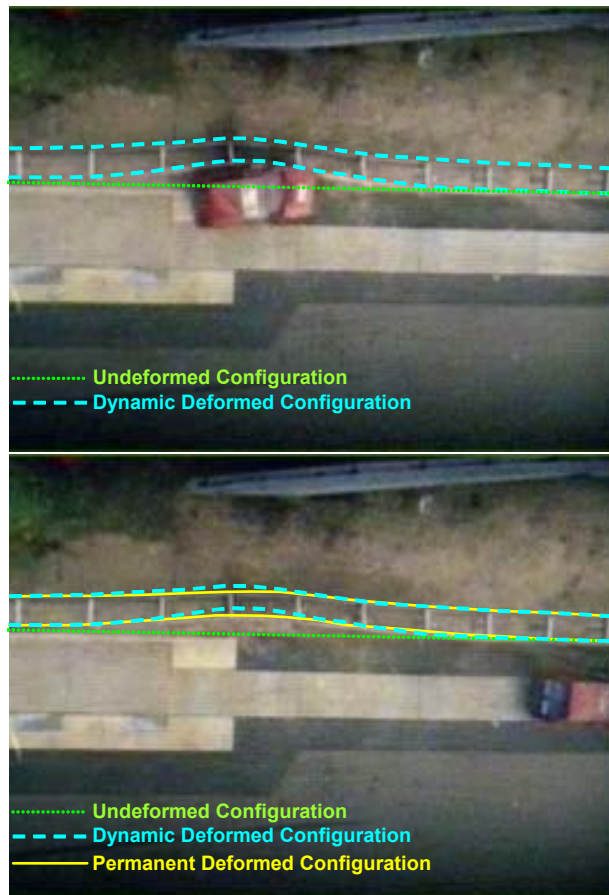 Undeformed Configuration
Dynamic Deformed Configuration
Undeformed Configuration
Dynamic Deformed Configuration
Permanent Deformed Configuration